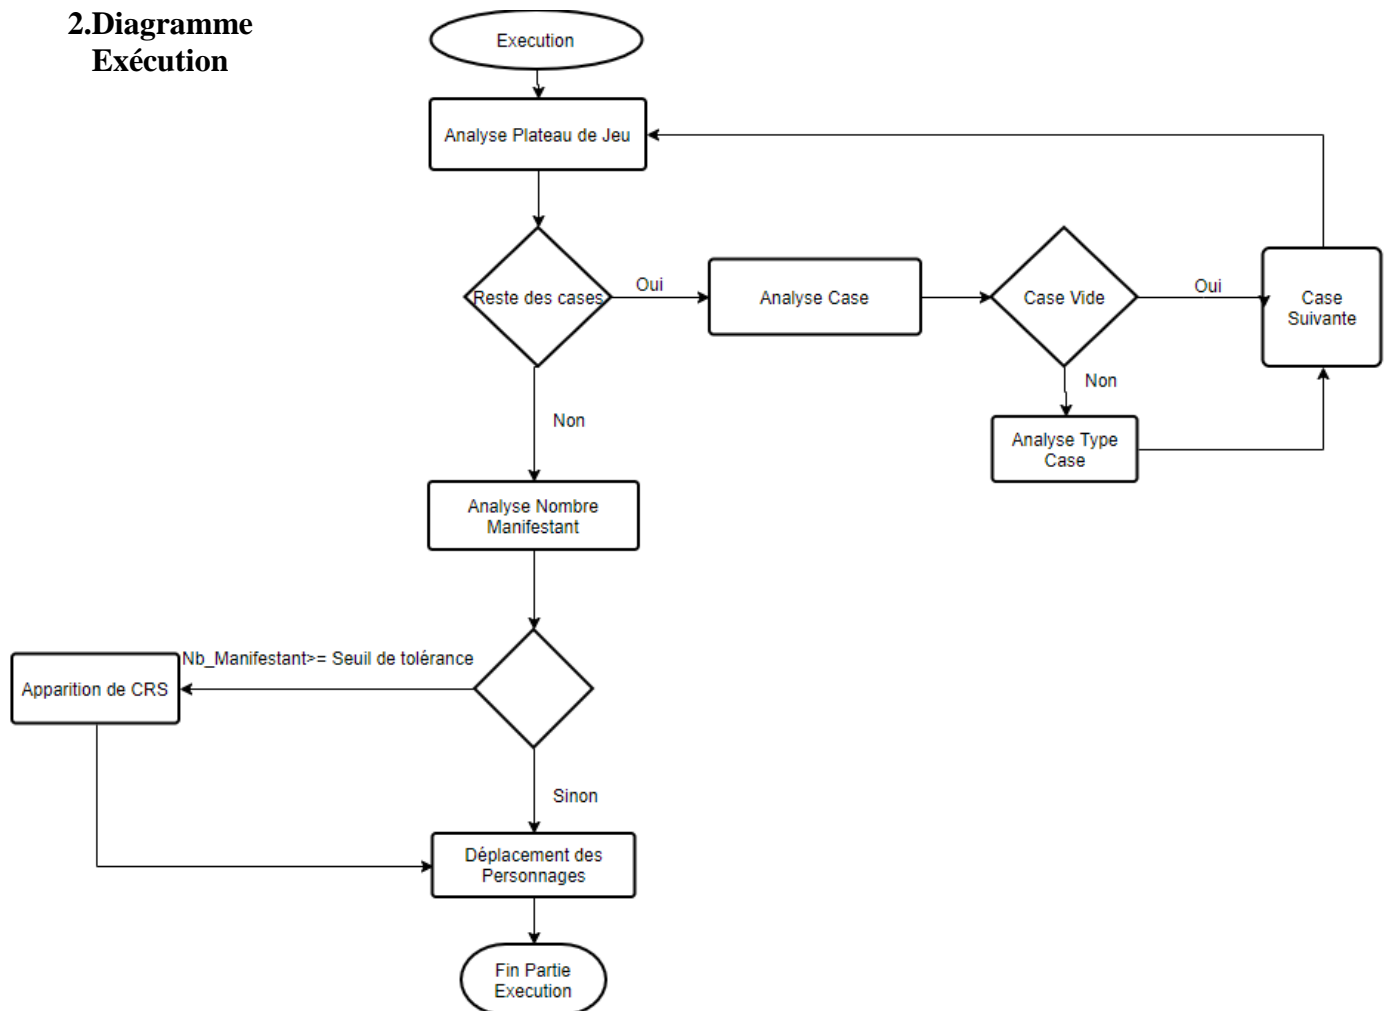 2.Diagramme
Exécution
Execution
Analyse Plateau de Jeu
Reste des cases
Oui
Analyse Case
Case Vide
Oui
Case
Suivante
Non
Analyse Type
Case
Non
Analyse Nombre
Manifestant
Nb_Manifestant>= Seuil de tolérance
Apparition de CRS
Sinon
Déplacement des
Personnages
Fin Partie
Execution